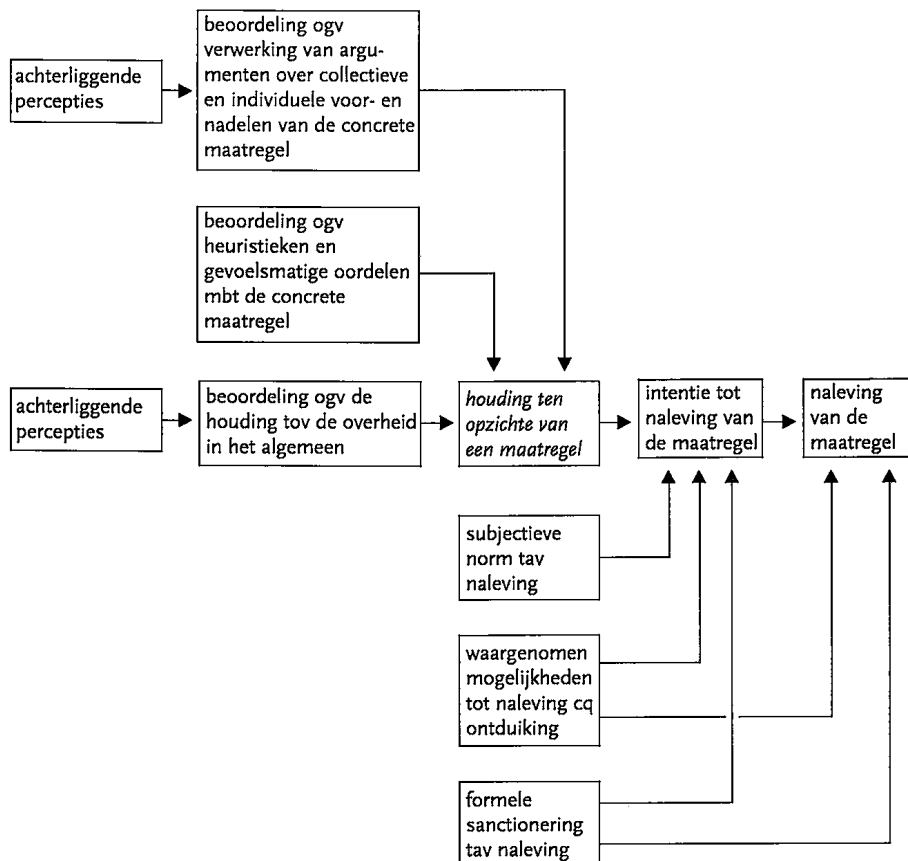 beoordeling ogv
verwerking van argu-
menten over collectieve
en individuele voor- en
nadelen van de concrete
maatregel
achterliggende
percepties
beoordeling ogv
heuristieken en
gevoelsmatige oordelen
mbt de concrete
maatregel
achterliggende
percepties
beoordeling ogv de
houding tov de overheid
in het algemeen
houding ten
opzichte van
een maatregel
intentie tot
naleving van
de maatregel
naleving
van de
maatregel
subjectieve
norm tav
naleving
waargenomen
mogelijkheden
tot naleving cq
ontduiking
formele
sanctionering
tav naleving